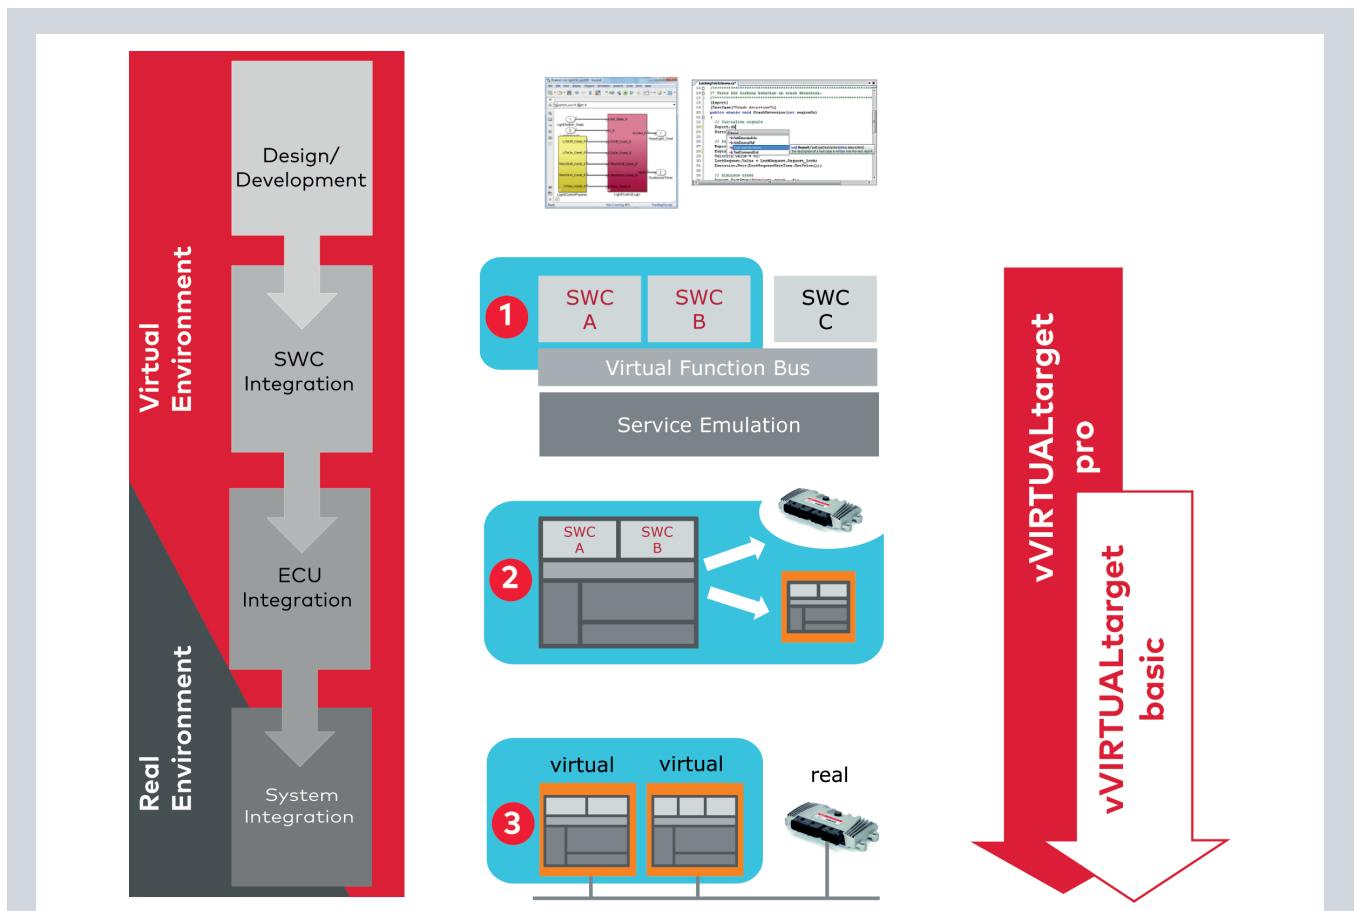 Design/
Development
SWC
Integration
ECU
Integration
System
Integration
Virtual
Environment
Real
Environment
1
SWC
A
SWC
B
SWC
C
Virtual Function Bus
Service Emulation
2
SWC
A
SWC
B
3
virtual
virtual
real
vVIRTUALtarget
pro
vVIRTUALtarget
basic